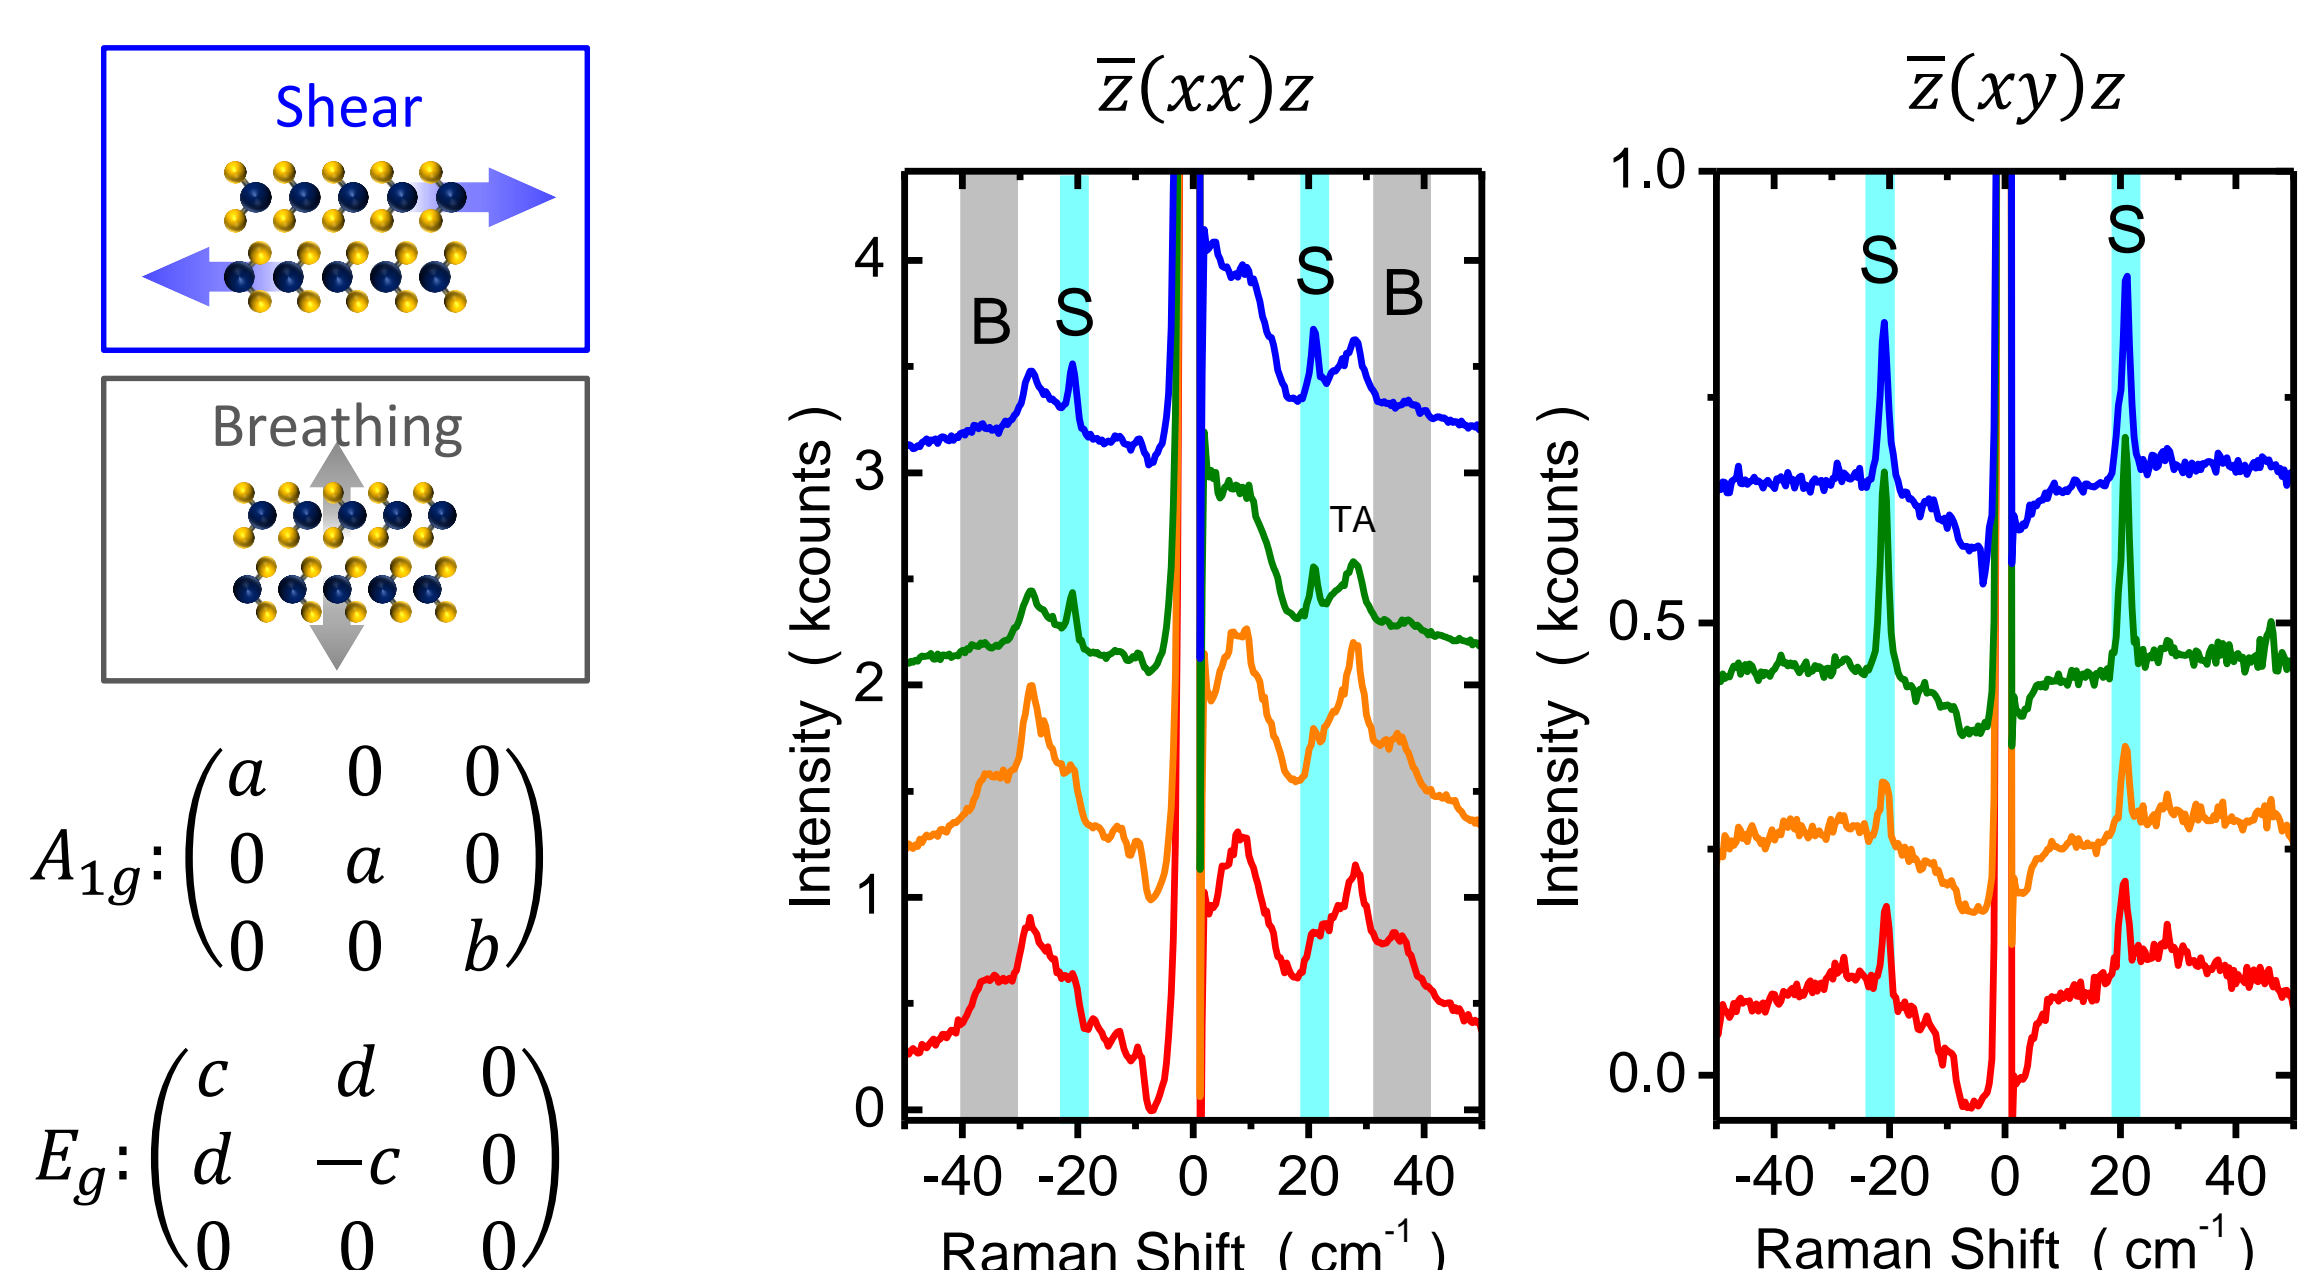 Shear
Breathing
A₁g: (a 0 0
0 a 0
0 0 b)
Eg: (c d 0
d −c 0
0 0 0)
z̅(xx)z
Intensity ( kcounts )
4
3
2
1
0
B
S
S
B
TA
-40 -20 0 20 40
Raman Shift ( cm⁻¹ )
z̅(xy)z
Intensity ( kcounts )
1.0
0.5
0.0
S
S
-40 -20 0 20 40
Raman Shift ( cm⁻¹ )